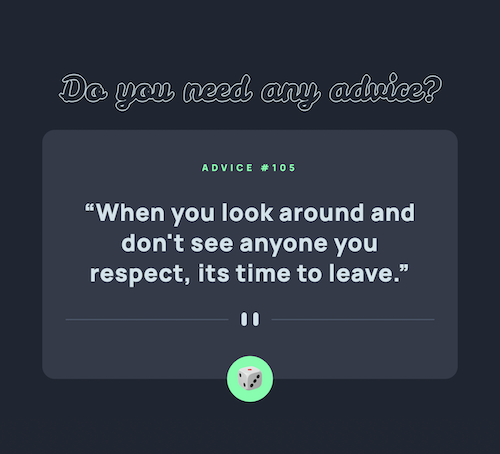 Do you need any advice?
ADVICE #105
“When you look around and
don't see anyone you
respect, its time to leave.”